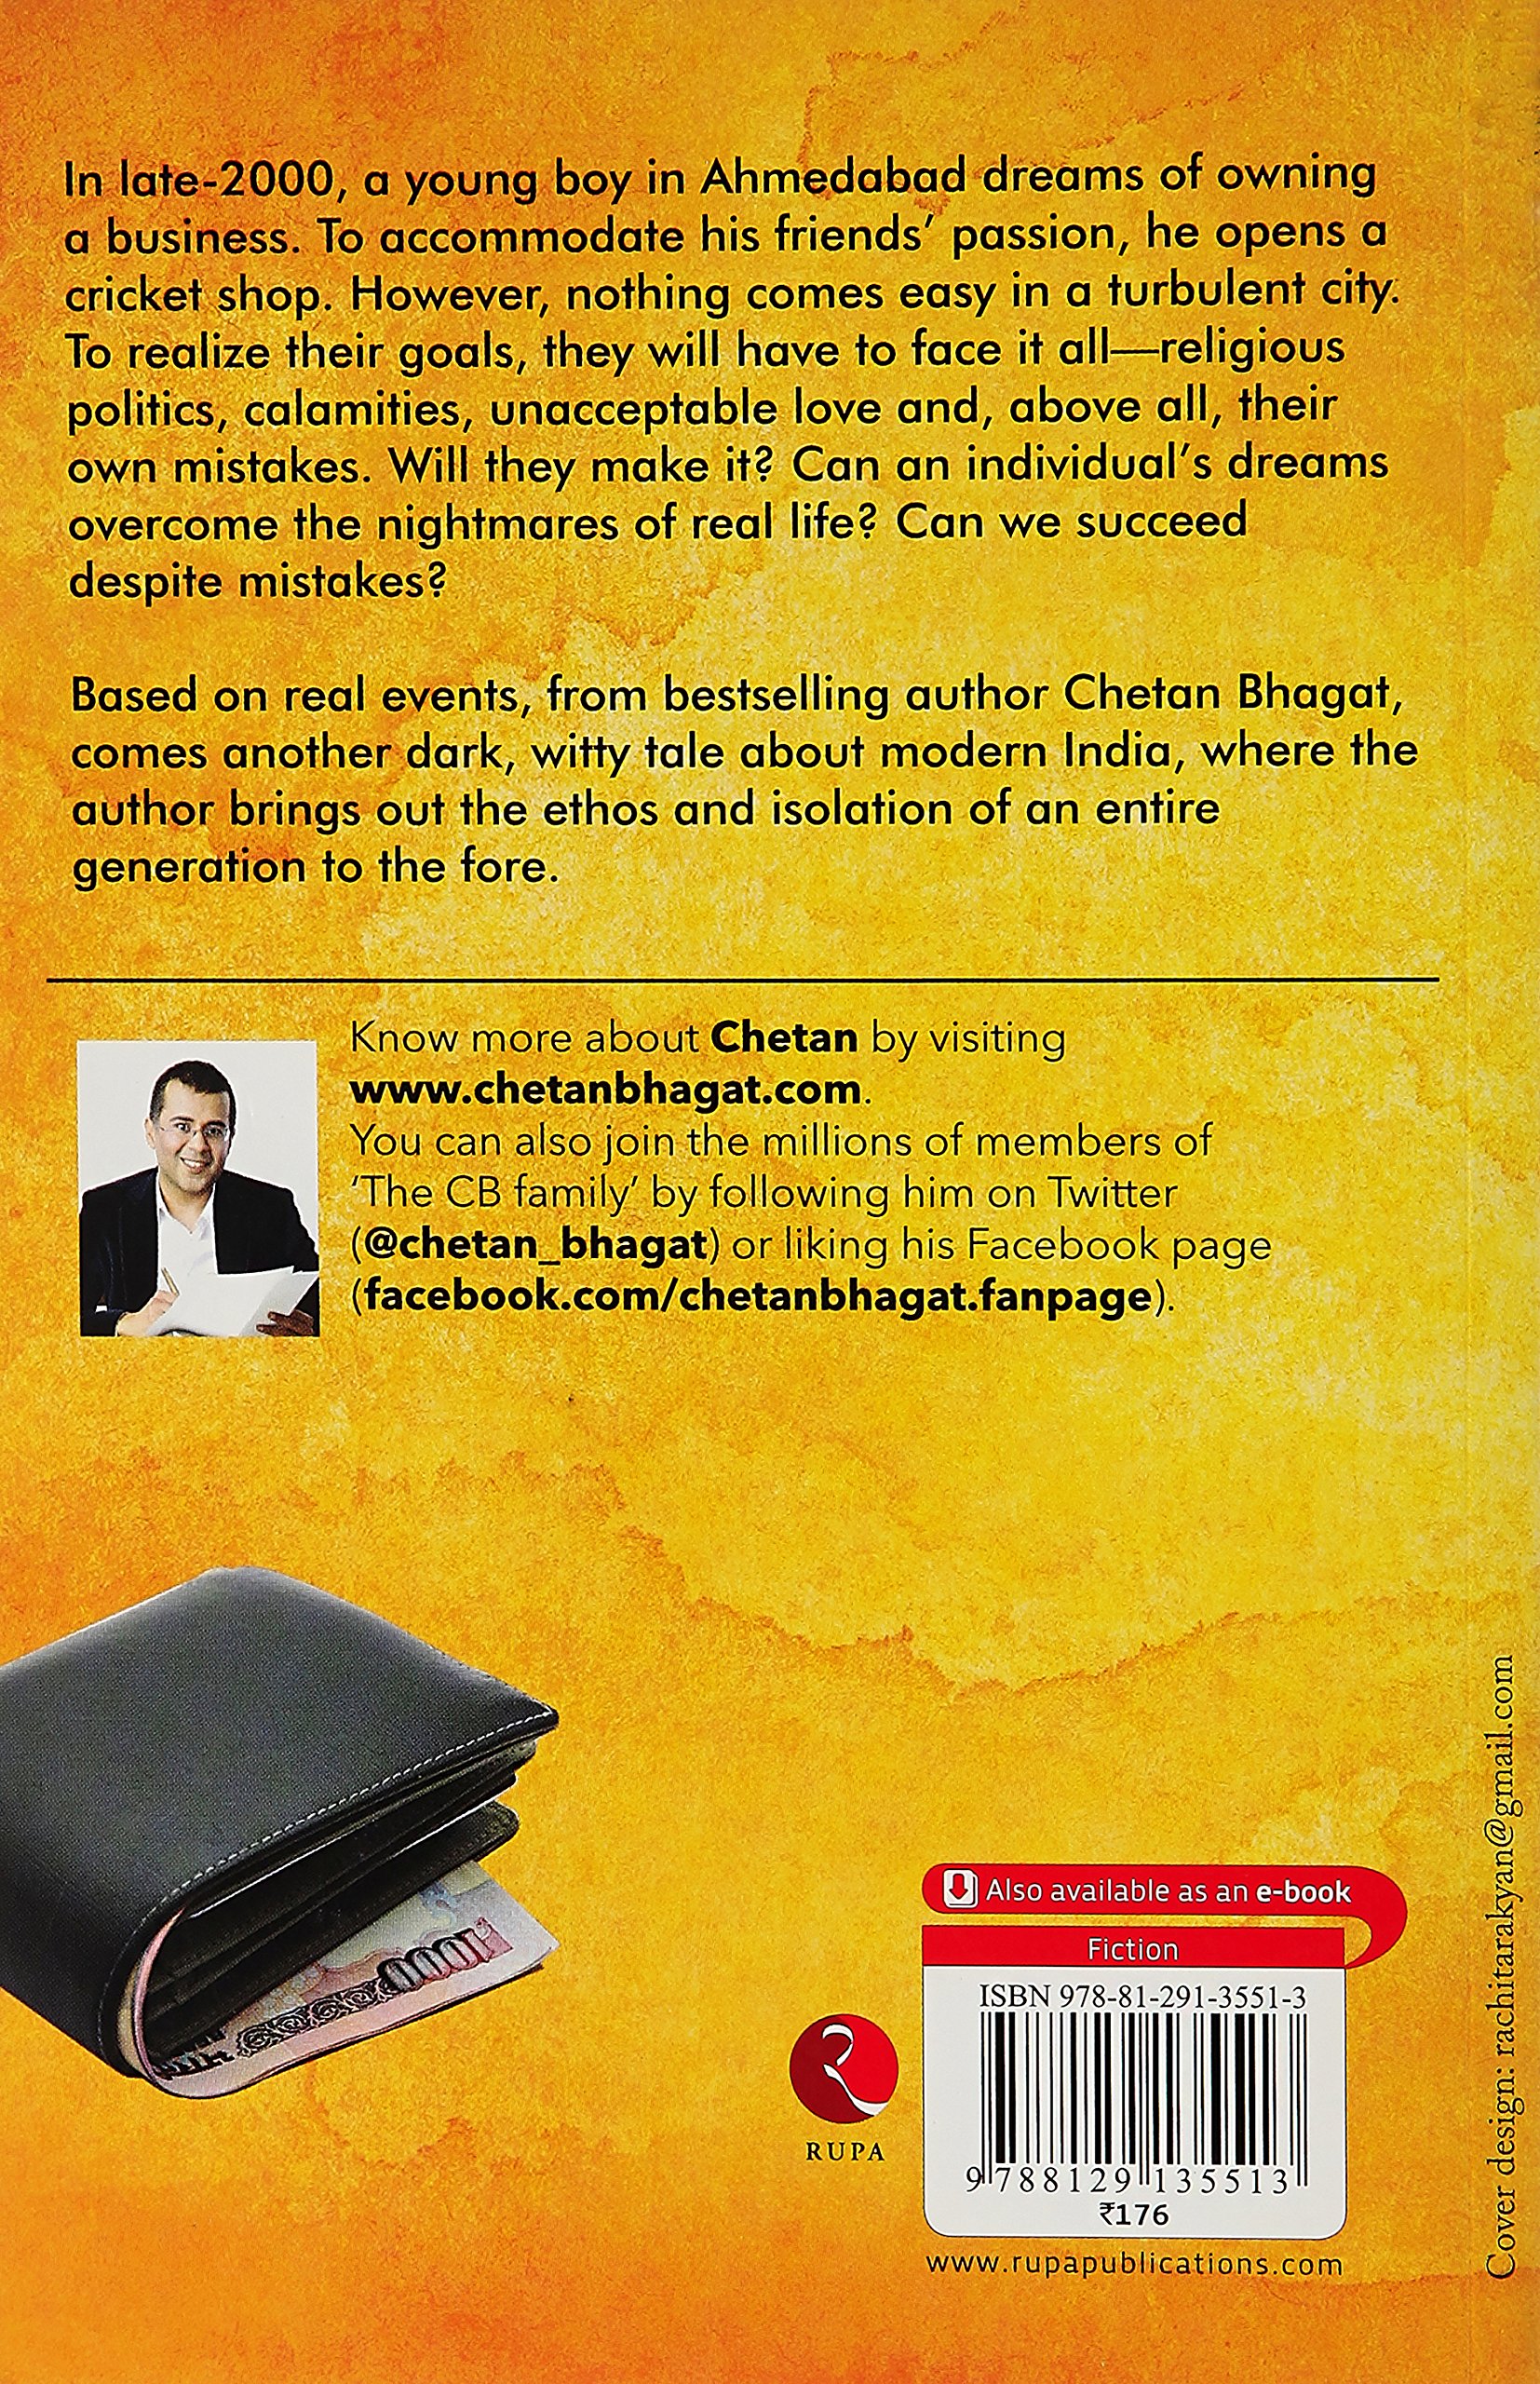 In late-2000, a young boy in Ahmedabad dreams of owning
a business. To accommodate his friends’ passion, he opens a
cricket shop. However, nothing comes easy in a turbulent city.
To realize their goals, they will have to face it all—religious
politics, calamities, unacceptable love and, above all, their
own mistakes. Will they make it? Can an individual’s dreams
overcome the nightmares of real life? Can we succeed
despite mistakes?
Based on real events, from bestselling author Chetan Bhagat,
comes another dark, witty tale about modern India, where the
author brings out the ethos and isolation of an entire
generation to the fore.
Know more about Chetan by visiting
www.chetanbhagat.com.
You can also join the millions of members of
‘The CB family’ by following him on Twitter
(@chetan_bhagat) or liking his Facebook page
(facebook.com/chetanbhagat.fanpage).
1000
Also available as an e-book
Fiction
ISBN 978-81-291-3551-3
9 788129 135513
₹176
RUPA
www.rupapublications.com
Cover design: rachitarakyan@gmail.com